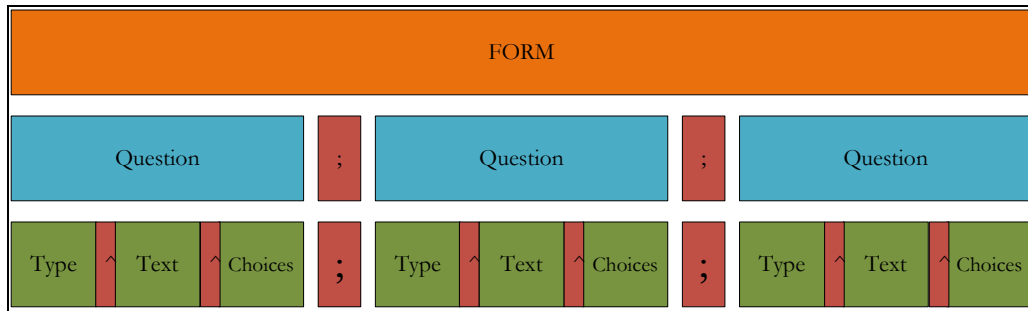 FORM
Question ; Question ; Question
Type ^ Text ^ Choices ; Type ^ Text ^ Choices ; Type ^ Text ^ Choices